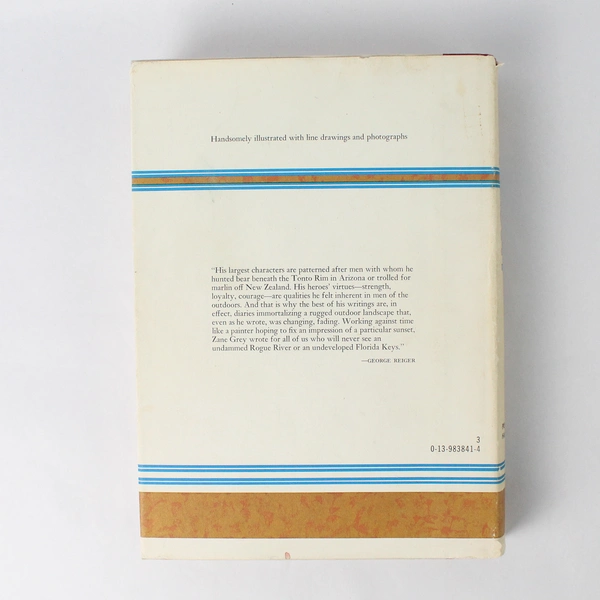 Handsomely illustrated with line drawings and photographs
"His largest characters are patterned after men with whom he
hunted bear beneath the Tonto Rim in Arizona or trolled for
marlin off New Zealand. His heroes' virtues—strength,
loyalty, courage—are qualities he felt inherent in men of the
outdoors. And that is why the best of his writings are, in
effect, diaries immortalizing a rugged outdoor landscape that,
even as he wrote, was changing, fading. Working against time
like a painter hoping to fix an impression of a particular sunset,
Zane Grey wrote for all of us who will never see an
undammed Rogue River or an undeveloped Florida Keys."
—GEORGE REIGER
3
0-13-983841-4